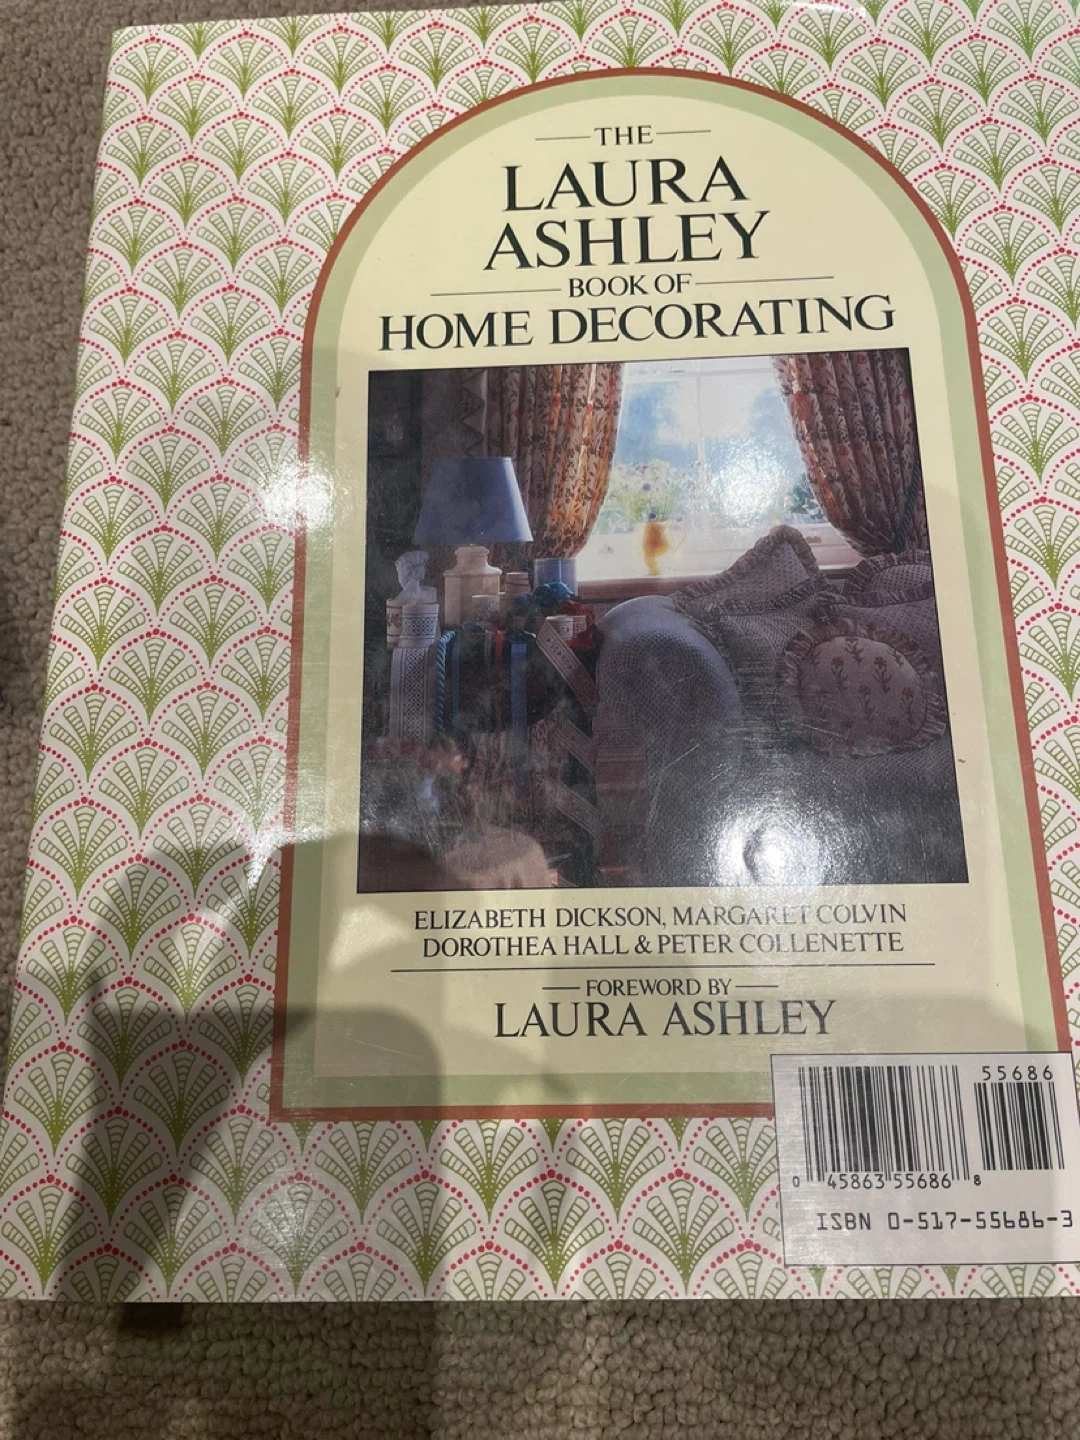 THE
LAURA
ASHLEY
BOOK OF
HOME DECORATING
ELIZABETH DICKSON, MARGARET COLVIN
DOROTHEA HALL & PETER COLLENETTE
FOREWORD BY
LAURA ASHLEY
55686
0 45863 55686 8
ISBN 0-517-55686-3